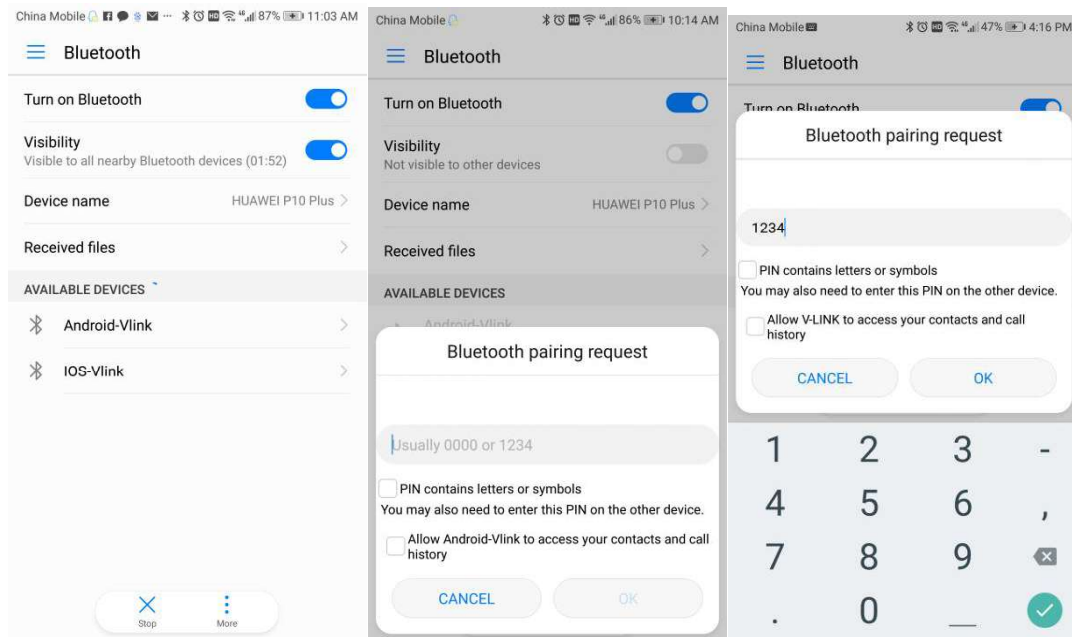 China Mobile 87% 11:03 AM
Bluetooth
Turn on Bluetooth
Visibility
Visible to all nearby Bluetooth devices (01:52)
Device name HUAWEI P10 Plus
Received files
AVAILABLE DEVICES
Android-Vlink
IOS-Vlink
Stop More
China Mobile HD 86% 10:14 AM
Bluetooth
Turn on Bluetooth
Visibility
Not visible to other devices
Device name HUAWEI P10 Plus
Received files
AVAILABLE DEVICES
Android-Vlink
Bluetooth pairing request
Usually 0000 or 1234
PIN contains letters or symbols
You may also need to enter this PIN on the other device.
Allow Android-Vlink to access your contacts and call
history
CANCEL OK
China Mobile HD 47% 4:16 PM
Bluetooth
Turn on Bluetooth
Bluetooth pairing request
1234
PIN contains letters or symbols
You may also need to enter this PIN on the other device.
Allow V-LINK to access your contacts and call
history
CANCEL OK
1 2 3 -
4 5 6 ,
7 8 9
. 0 _